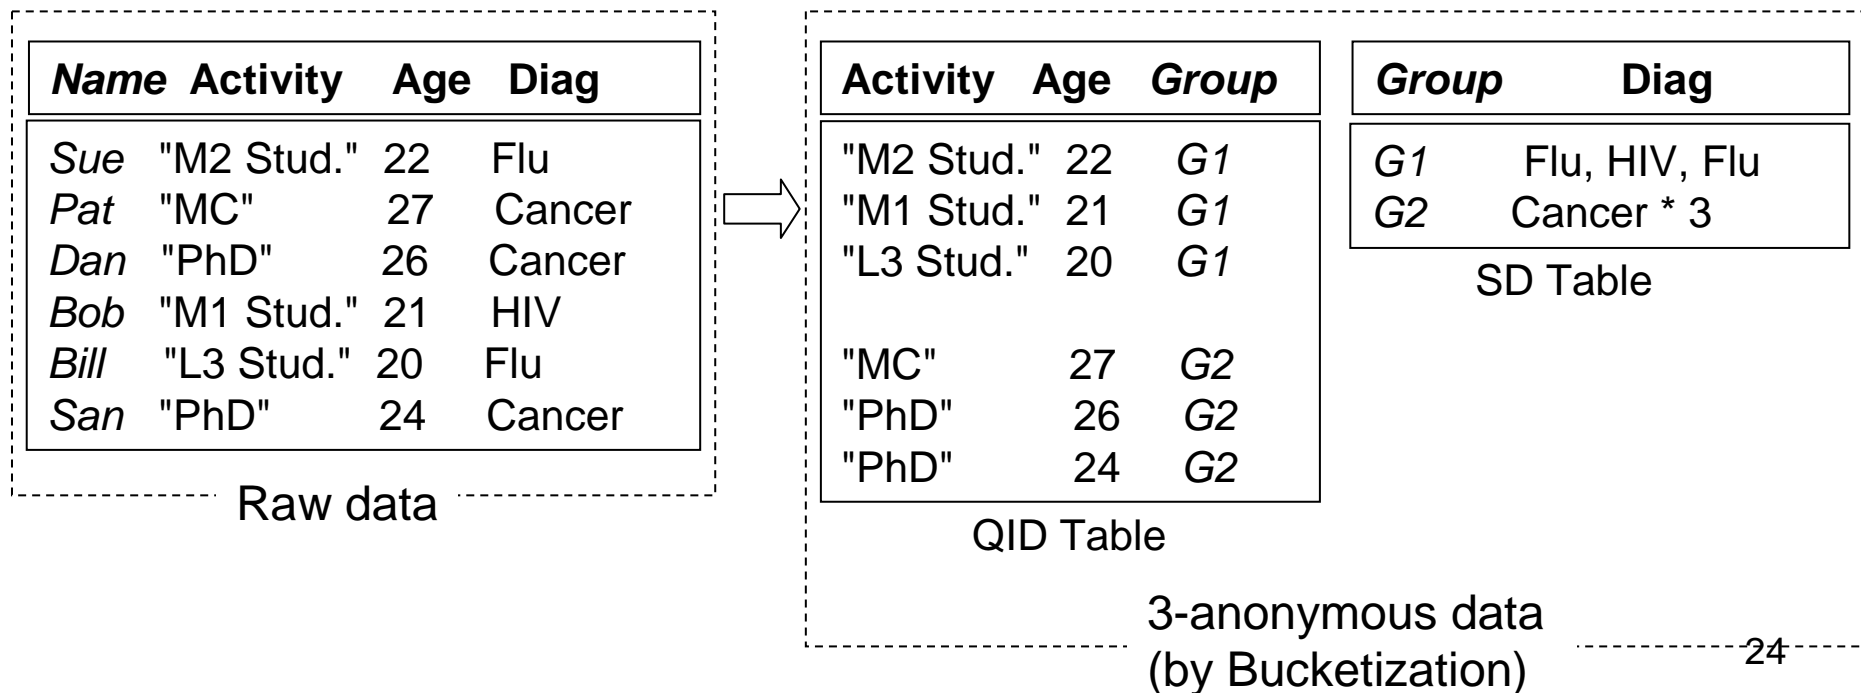 Name Activity Age Diag
Sue "M2 Stud." 22 Flu
Pat "MC" 27 Cancer
Dan "PhD" 26 Cancer
Bob "M1 Stud." 21 HIV
Bill "L3 Stud." 20 Flu
San "PhD" 24 Cancer
Raw data
Activity Age Group
"M2 Stud." 22 G1
"M1 Stud." 21 G1
"L3 Stud." 20 G1
"MC" 27 G2
"PhD" 26 G2
"PhD" 24 G2
QID Table
Group Diag
G1 Flu, HIV, Flu
G2 Cancer * 3
SD Table
3-anonymous data
(by Bucketization)
24